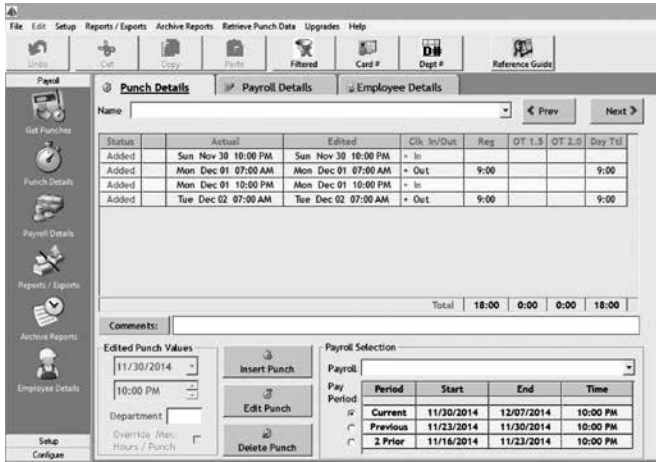 File Edit Setup Reports / Exports Archive Reports Retrieve Punch Data Upgrades Help
Undo Cut Copy Paste Filtered Card # Dept # Reference Guide
D#
Payroll
Punch Details Payroll Details Employee Details
Name Prev Next
Get Punches
Punch Details
Payroll Details
Reports / Exports
Archive Reports
Employee Details
Setup
Configure
Status Actual Edited Clk In/Out Reg OT 1.5 OT 2.0 Day Ttl
Added Sun Nov 30 10:00 PM Sun Nov 30 10:00 PM + In
Added Mon Dec 01 07:00 AM Mon Dec 01 07:00 AM + Out 9:00 9:00
Added Mon Dec 01 10:00 PM Mon Dec 01 10:00 PM + In
Added Tue Dec 02 07:00 AM Tue Dec 02 07:00 AM + Out 9:00 9:00
Total 18:00 0:00 0:00 18:00
Comments:
Edited Punch Values
11/30/2014
10:00 PM
Department
Override Max.
Hours / Punch
Insert Punch
Edit Punch
Delete Punch
Payroll Selection
Payroll
Pay
Period
Period Start End Time
Current 11/30/2014 12/07/2014 10:00 PM
Previous 11/23/2014 11/30/2014 10:00 PM
2 Prior 11/16/2014 11/23/2014 10:00 PM